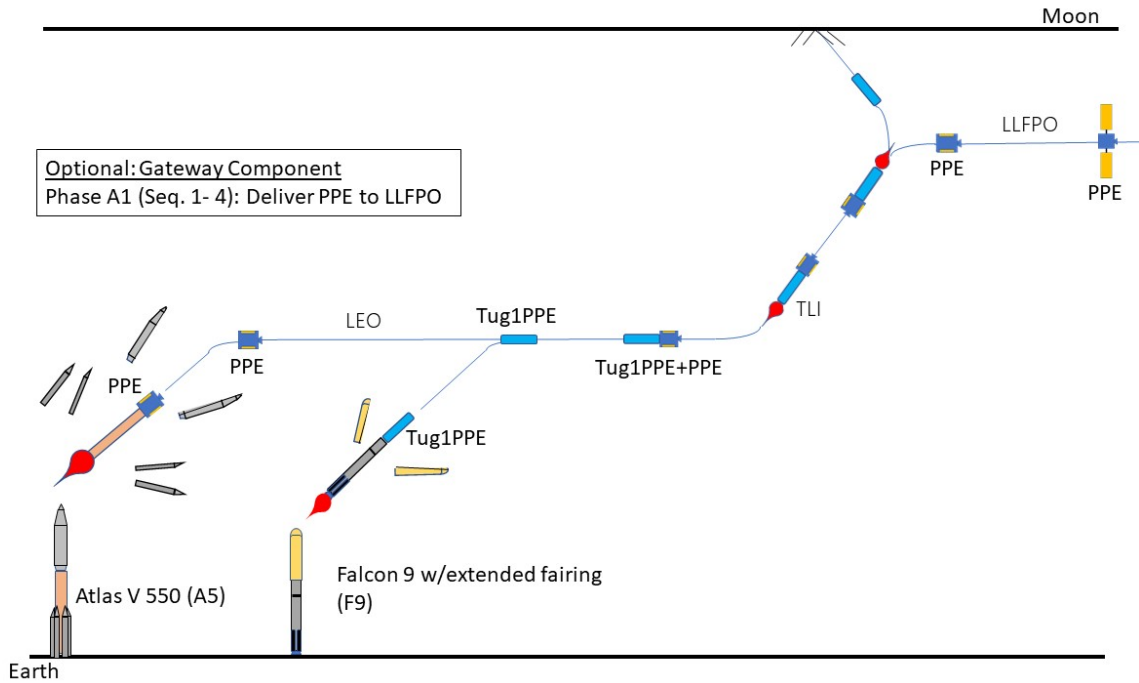 Moon
LLFPO
PPE
PPE
Optional: Gateway Component
Phase A1 (Seq. 1- 4): Deliver PPE to LLFPO
TLI
Tug1PPE
LEO
PPE
Tug1PPE+PPE
PPE
Tug1PPE
Falcon 9 w/extended fairing
(F9)
Atlas V 550 (A5)
Earth